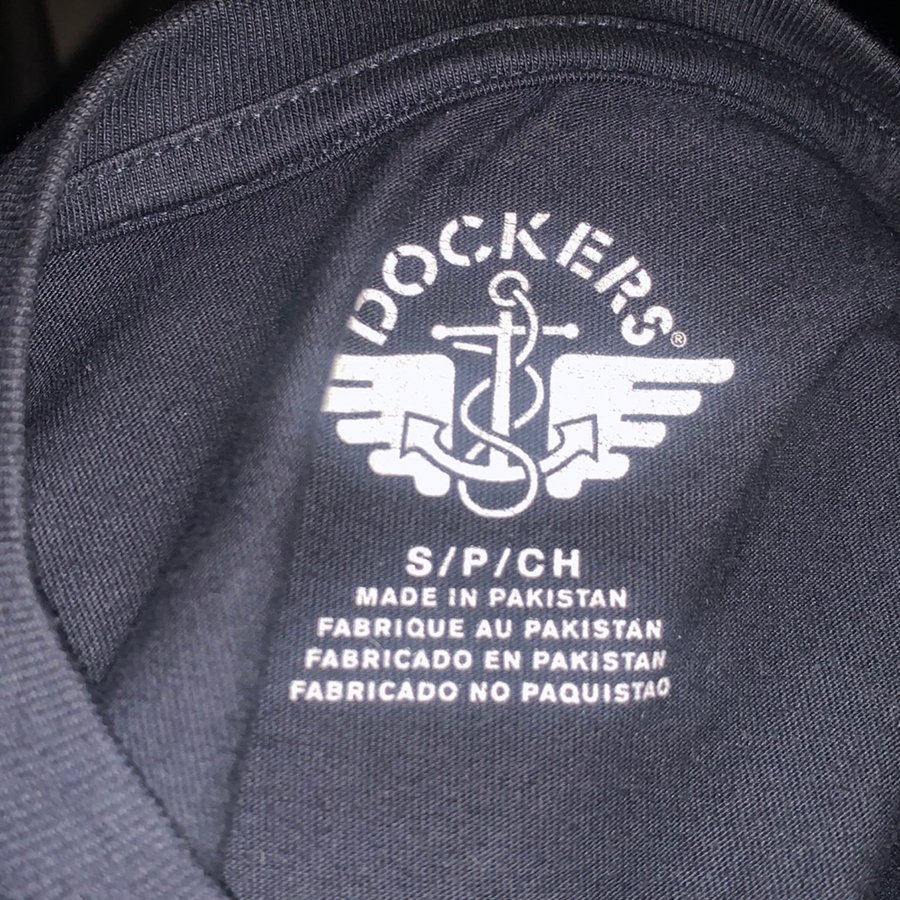 DOCKERS®
S/P/CH
MADE IN PAKISTAN
FABRIQUE AU PAKISTAN
FABRICADO EN PAKISTAN
FABRICADO NO PAQUISTAO